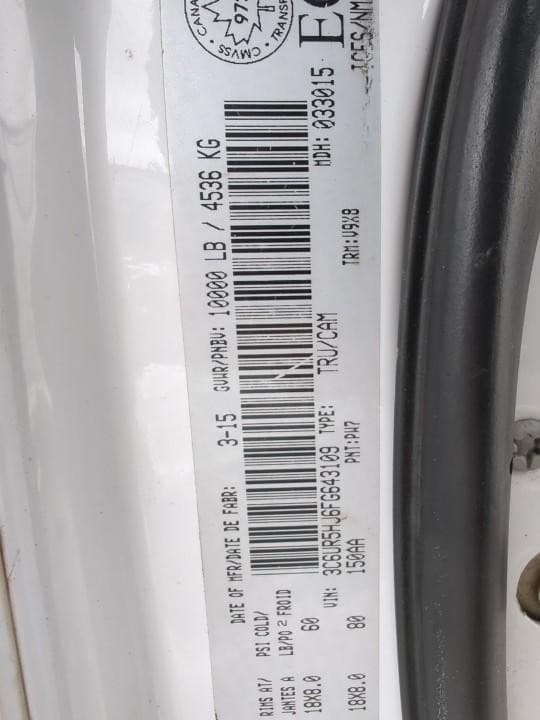 CANA
973
CMVSS • TRANSP
ICES/NM
DATE OF MFR/DATE DE FABR: 3-15 GVWR/PNBV: 10000 LB / 4536 KG
RIMS AT/ PSI COLD/
JANTES A LB/PO 2 FROID
18X8.0 60
VIN: 3C6UR5HJ6FG643109 TYPE: TRU/CAM MDH: 033015
150AA PNT:PW7 TRM:V9X8
18X8.0 80